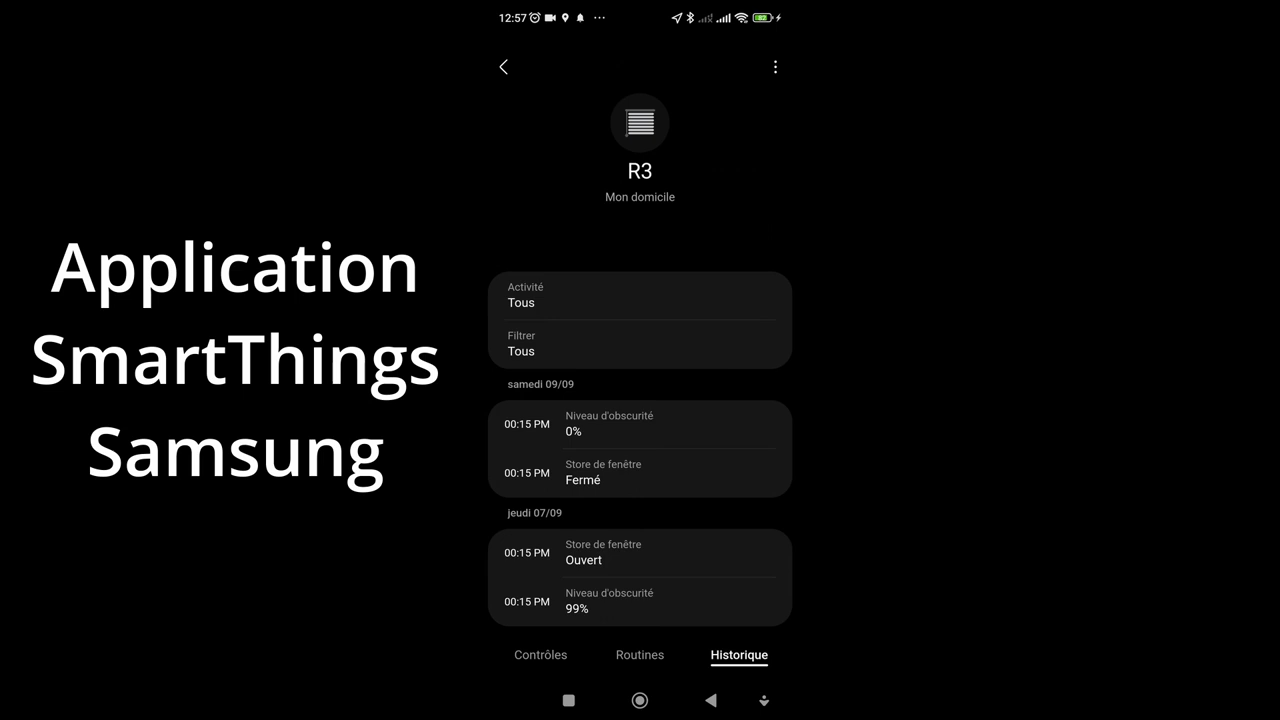 12:57
82
R3
Mon domicile
Application
SmartThings
Samsung
Activité
Tous
Filtrer
Tous
samedi 09/09
00:15 PM
Niveau d'obscurité
0%
00:15 PM
Store de fenêtre
Fermé
jeudi 07/09
00:15 PM
Store de fenêtre
Ouvert
00:15 PM
Niveau d'obscurité
99%
Contrôles
Routines
Historique